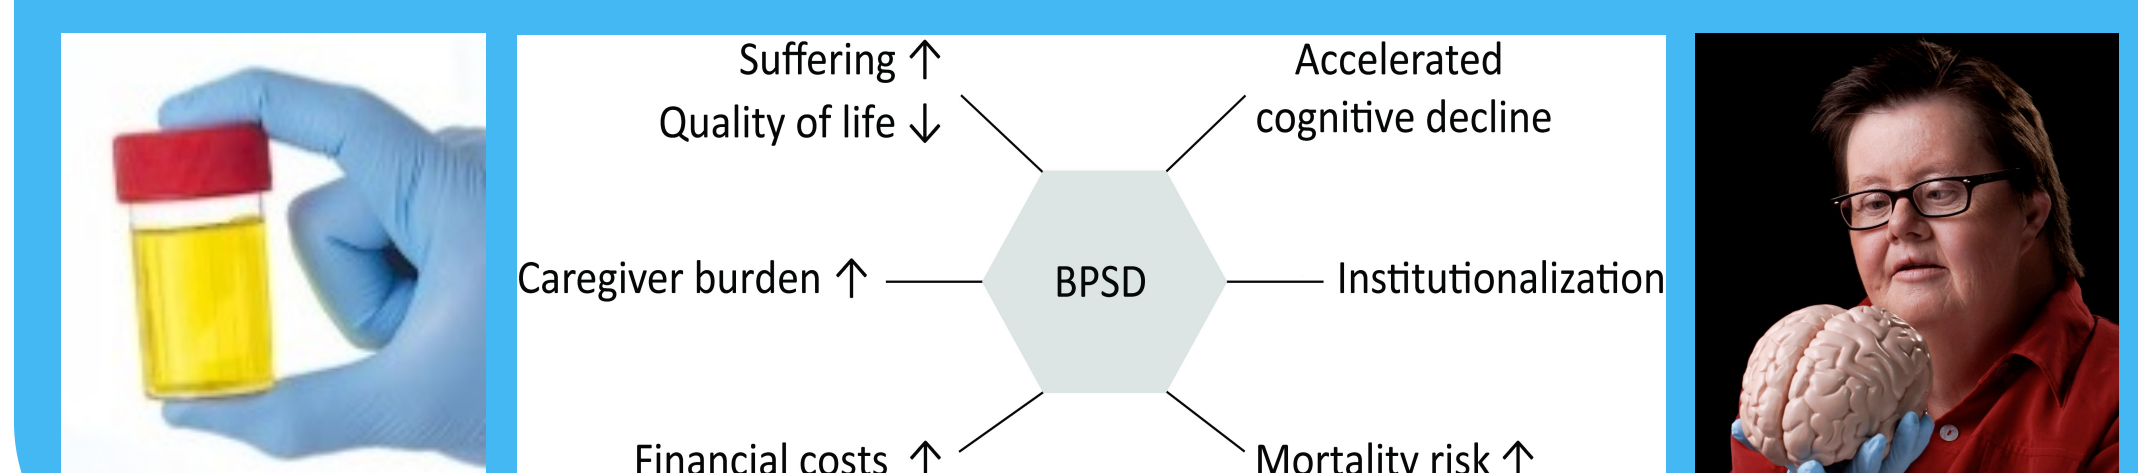 Suffering ↑
Quality of life ↓
Accelerated
cognitive decline
Caregiver burden ↑
BPSD
Institutionalization
Financial costs ↑
Mortality risk ↑